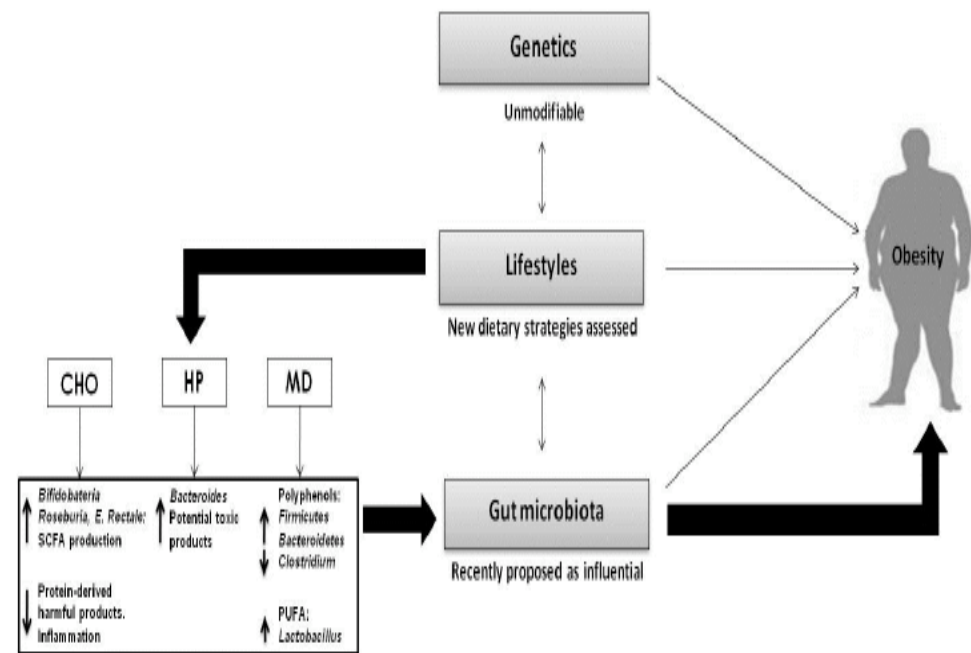 Genetics
Unmodifiable
Lifestyles
New dietary strategies assessed
Obesity
CHO
HP
MD
Bifidobateria
Roseburia, E. Rectale:
SCFA production
Protein-derived
harmful products.
Inflammation
Bacteroides
Potential toxic
products
Polyphenols:
Firmicutes
Bacteroidetes
Clostridium
PUFA:
Lactobacillus
Gut microbiota
Recently proposed as influential